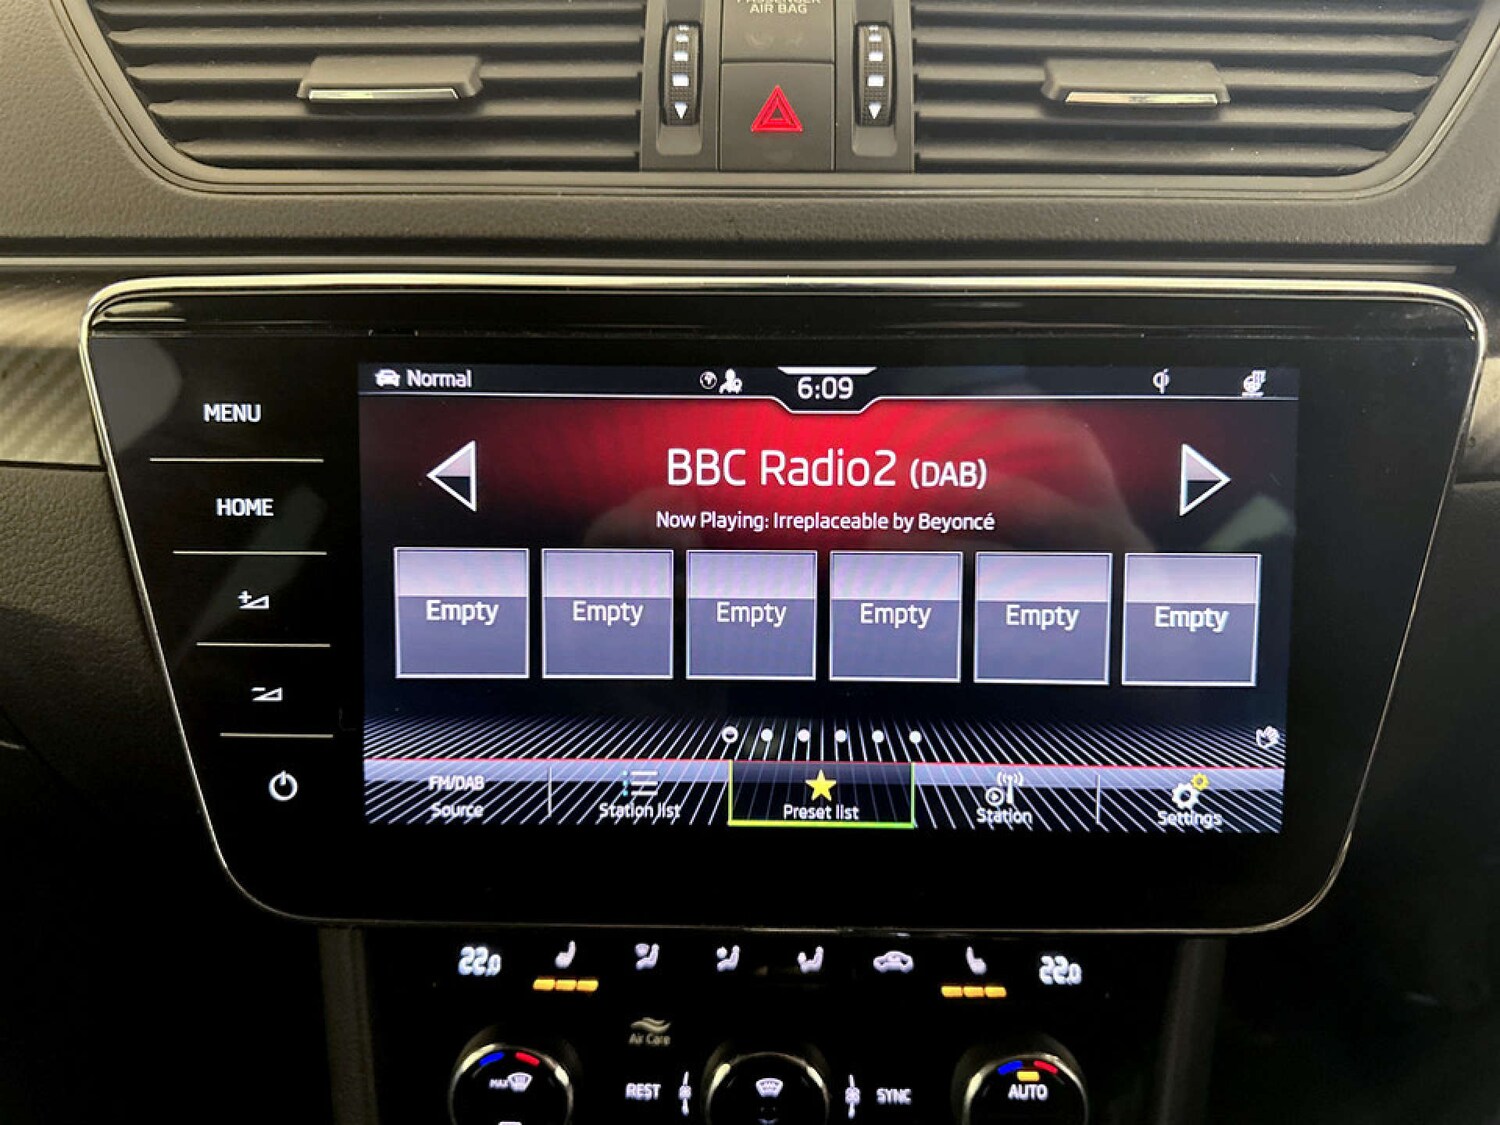 PASSENGER
AIR BAG
Normal
6:09
MENU
HOME
BBC Radio2 (DAB)
Now Playing: Irreplaceable by Beyoncé
Empty Empty Empty Empty Empty Empty
FM/DAB
Source
Station list
Preset list
Station
Settings
22.0
22.0
Air Care
MAX
REST
SYNC
AUTO